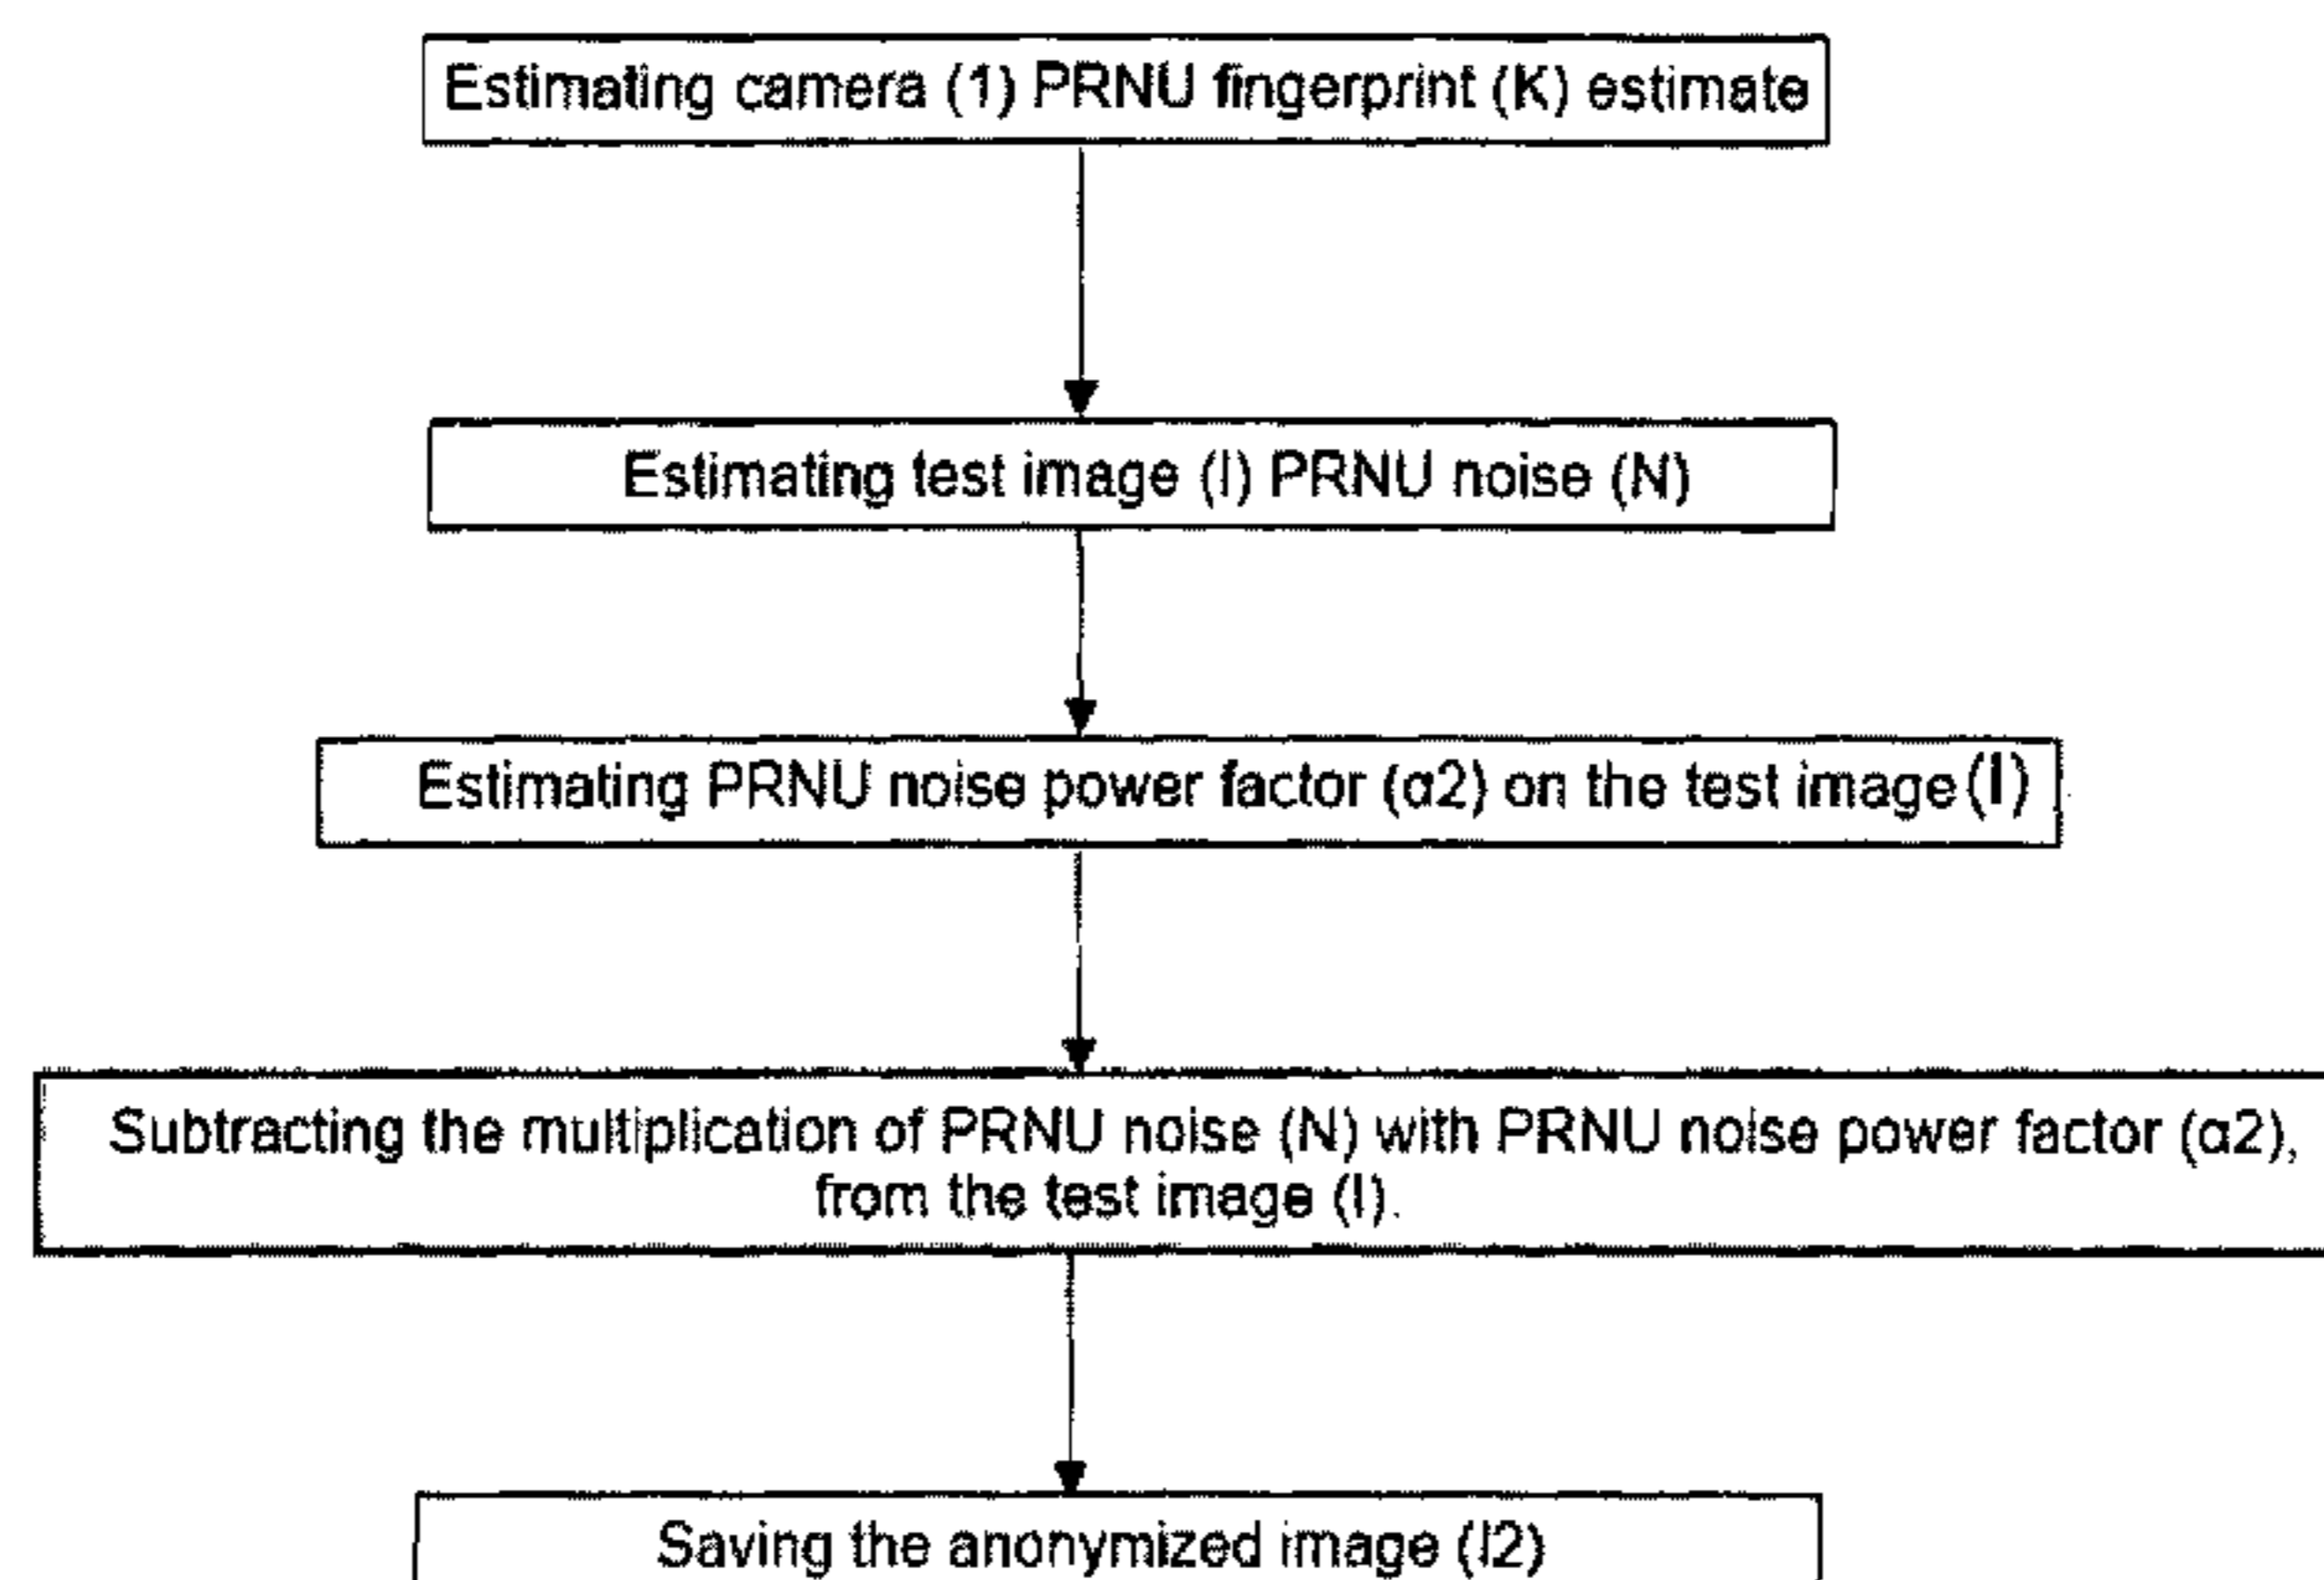 Estimating camera (1) PRNU fingerprint (K) estimate
Estimating test image (I) PRNU noise (N)
Estimating PRNU noise power factor (α2) on the test image (I)
Subtracting the multiplication of PRNU noise (N) with PRNU noise power factor (α2),
from the test image (I).
Saving the anonymized image (I2)